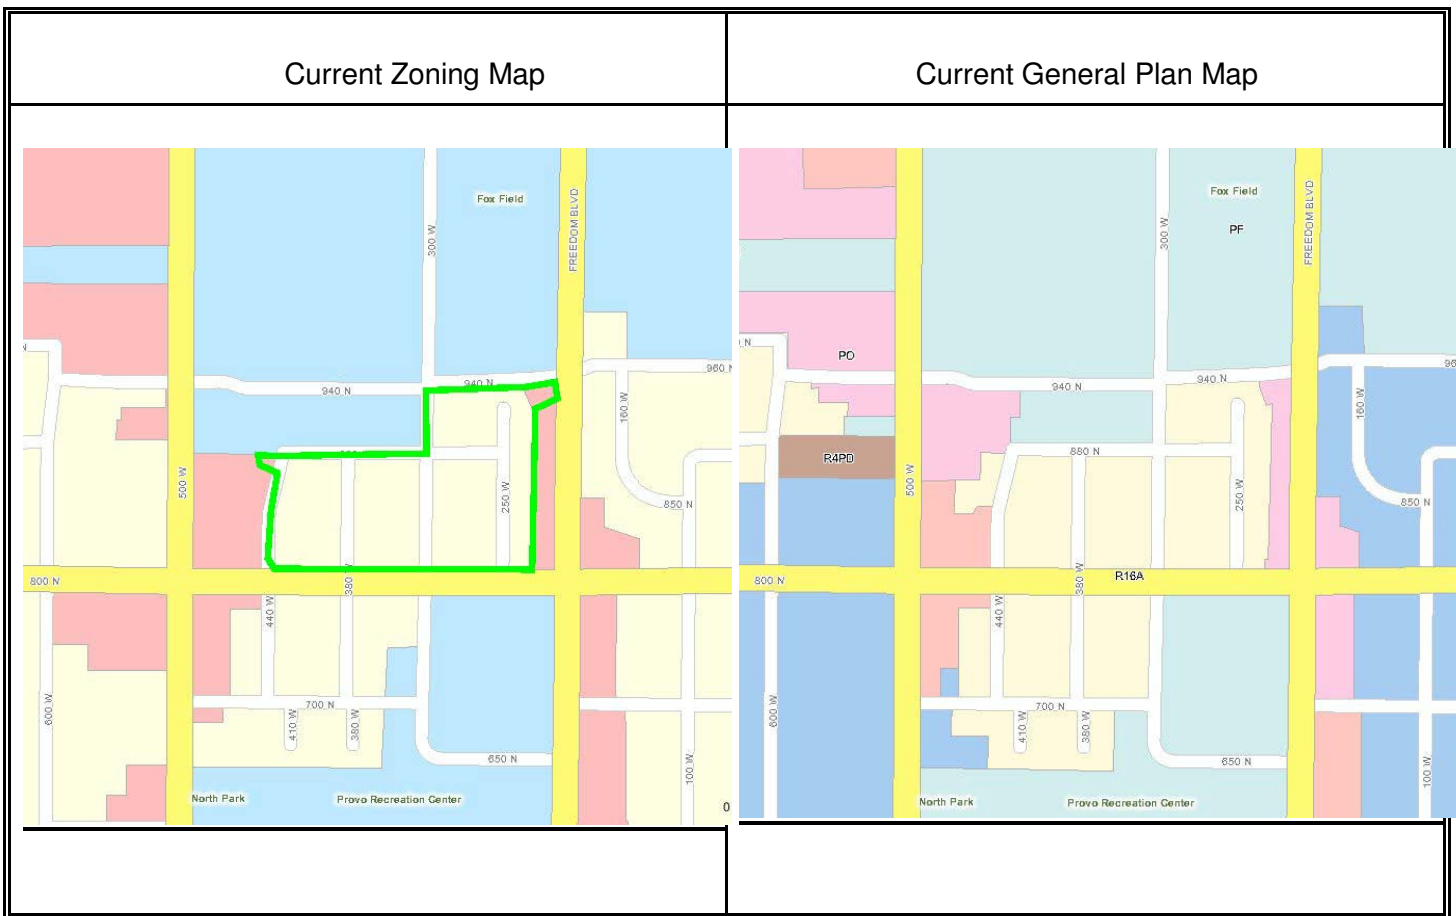 Current Zoning Map
Current General Plan Map
Fox Field
300 W
FREEDOM BLVD
N
940 N
940 N
960 N
160 W
500 W
250 W
850 N
800 N
380
440 W
600 W
700 N
410 W
380 W
650 N
100 W
North Park
Provo Recreation Center
0
Fox Field
PF
300 W
FREEDOM BLVD
N
PO
940 N
940 N
96
160 W
R4PD
880 N
500 W
250 W
850 N
800 N
R16A
380 W
440 W
600 W
700 N
410 W
380 W
650 N
100 W
North Park
Provo Recreation Center